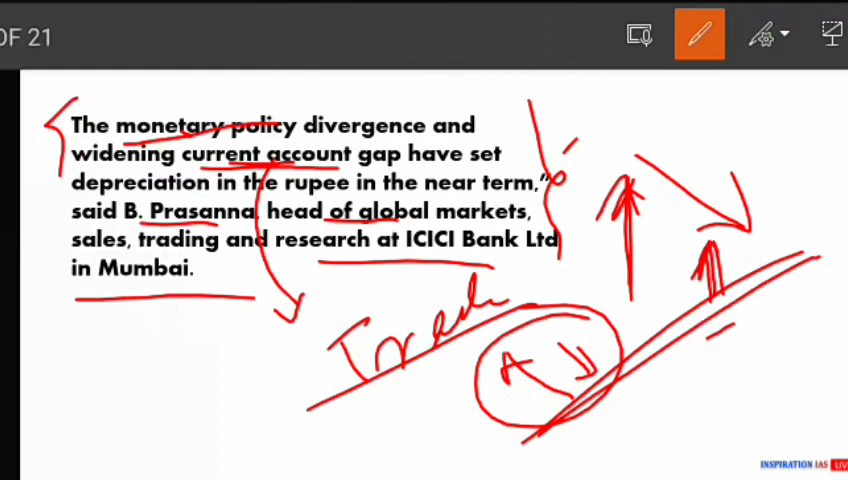 OF 21
The monetary policy divergence and
widening current account gap have set
depreciation in the rupee in the near term,”
said B. Prasanna, head of global markets,
sales, trading and research at ICICI Bank Ltd
in Mumbai.
Trade
INSPIRATION IAS LIV